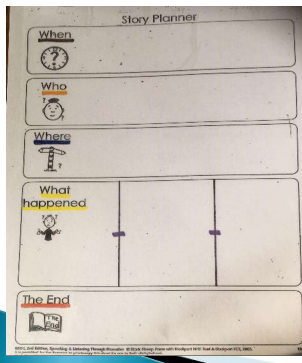 Story Planner
When
?
Who
Where
What
happened
The End
The
End